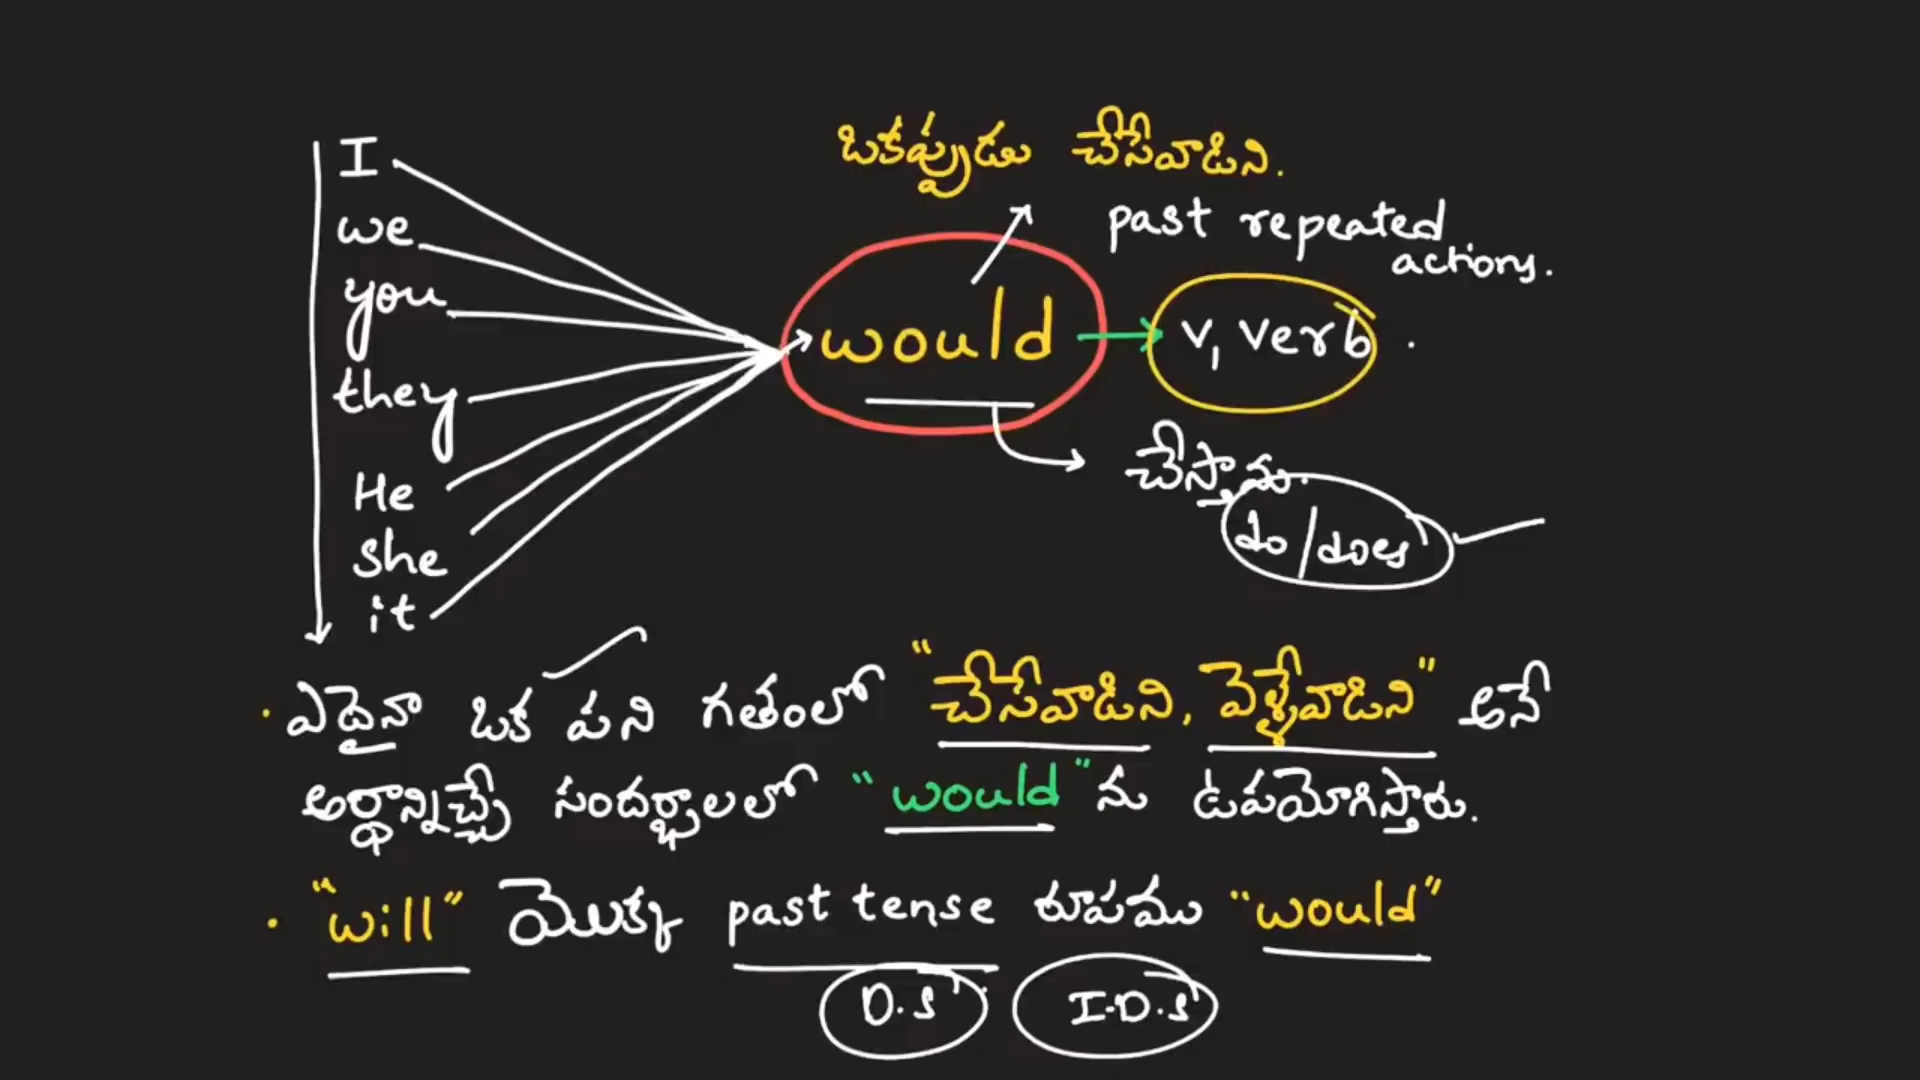 ఒకప్పుడు చేసేవాడిని.
I
we
you
they
He
she
it
past repeated
actions.
would
V1 verb.
చేస్తాను.
do/does
• ఏదైనా ఒక పని గతంలో "చేసేవాడిని, వెళ్ళేవాడిని" అనే
అర్థాన్నిచ్చే సందర్భాలలో "would" ను ఉపయోగిస్తారు.
• "will" యొక్క past tense రూపము "would"
D.S I.D.S